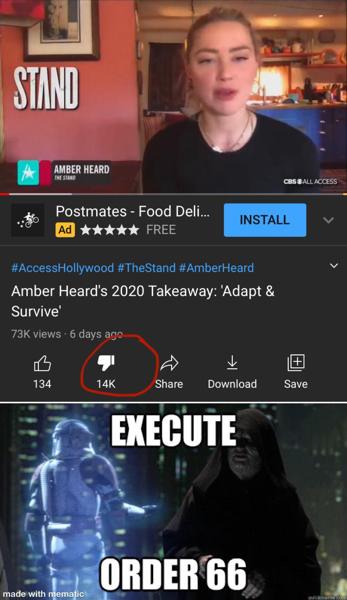 STAND
AMBER HEARD
THE STAND
CBS ALL ACCESS
Postmates - Food Deli...
Ad FREE
INSTALL
#AccessHollywood #TheStand #AmberHeard
Amber Heard's 2020 Takeaway: 'Adapt &
Survive'
73K views · 6 days ago
134
14K
Share
Download
Save
EXECUTE
ORDER 66
made with mematic
quickmeme.com